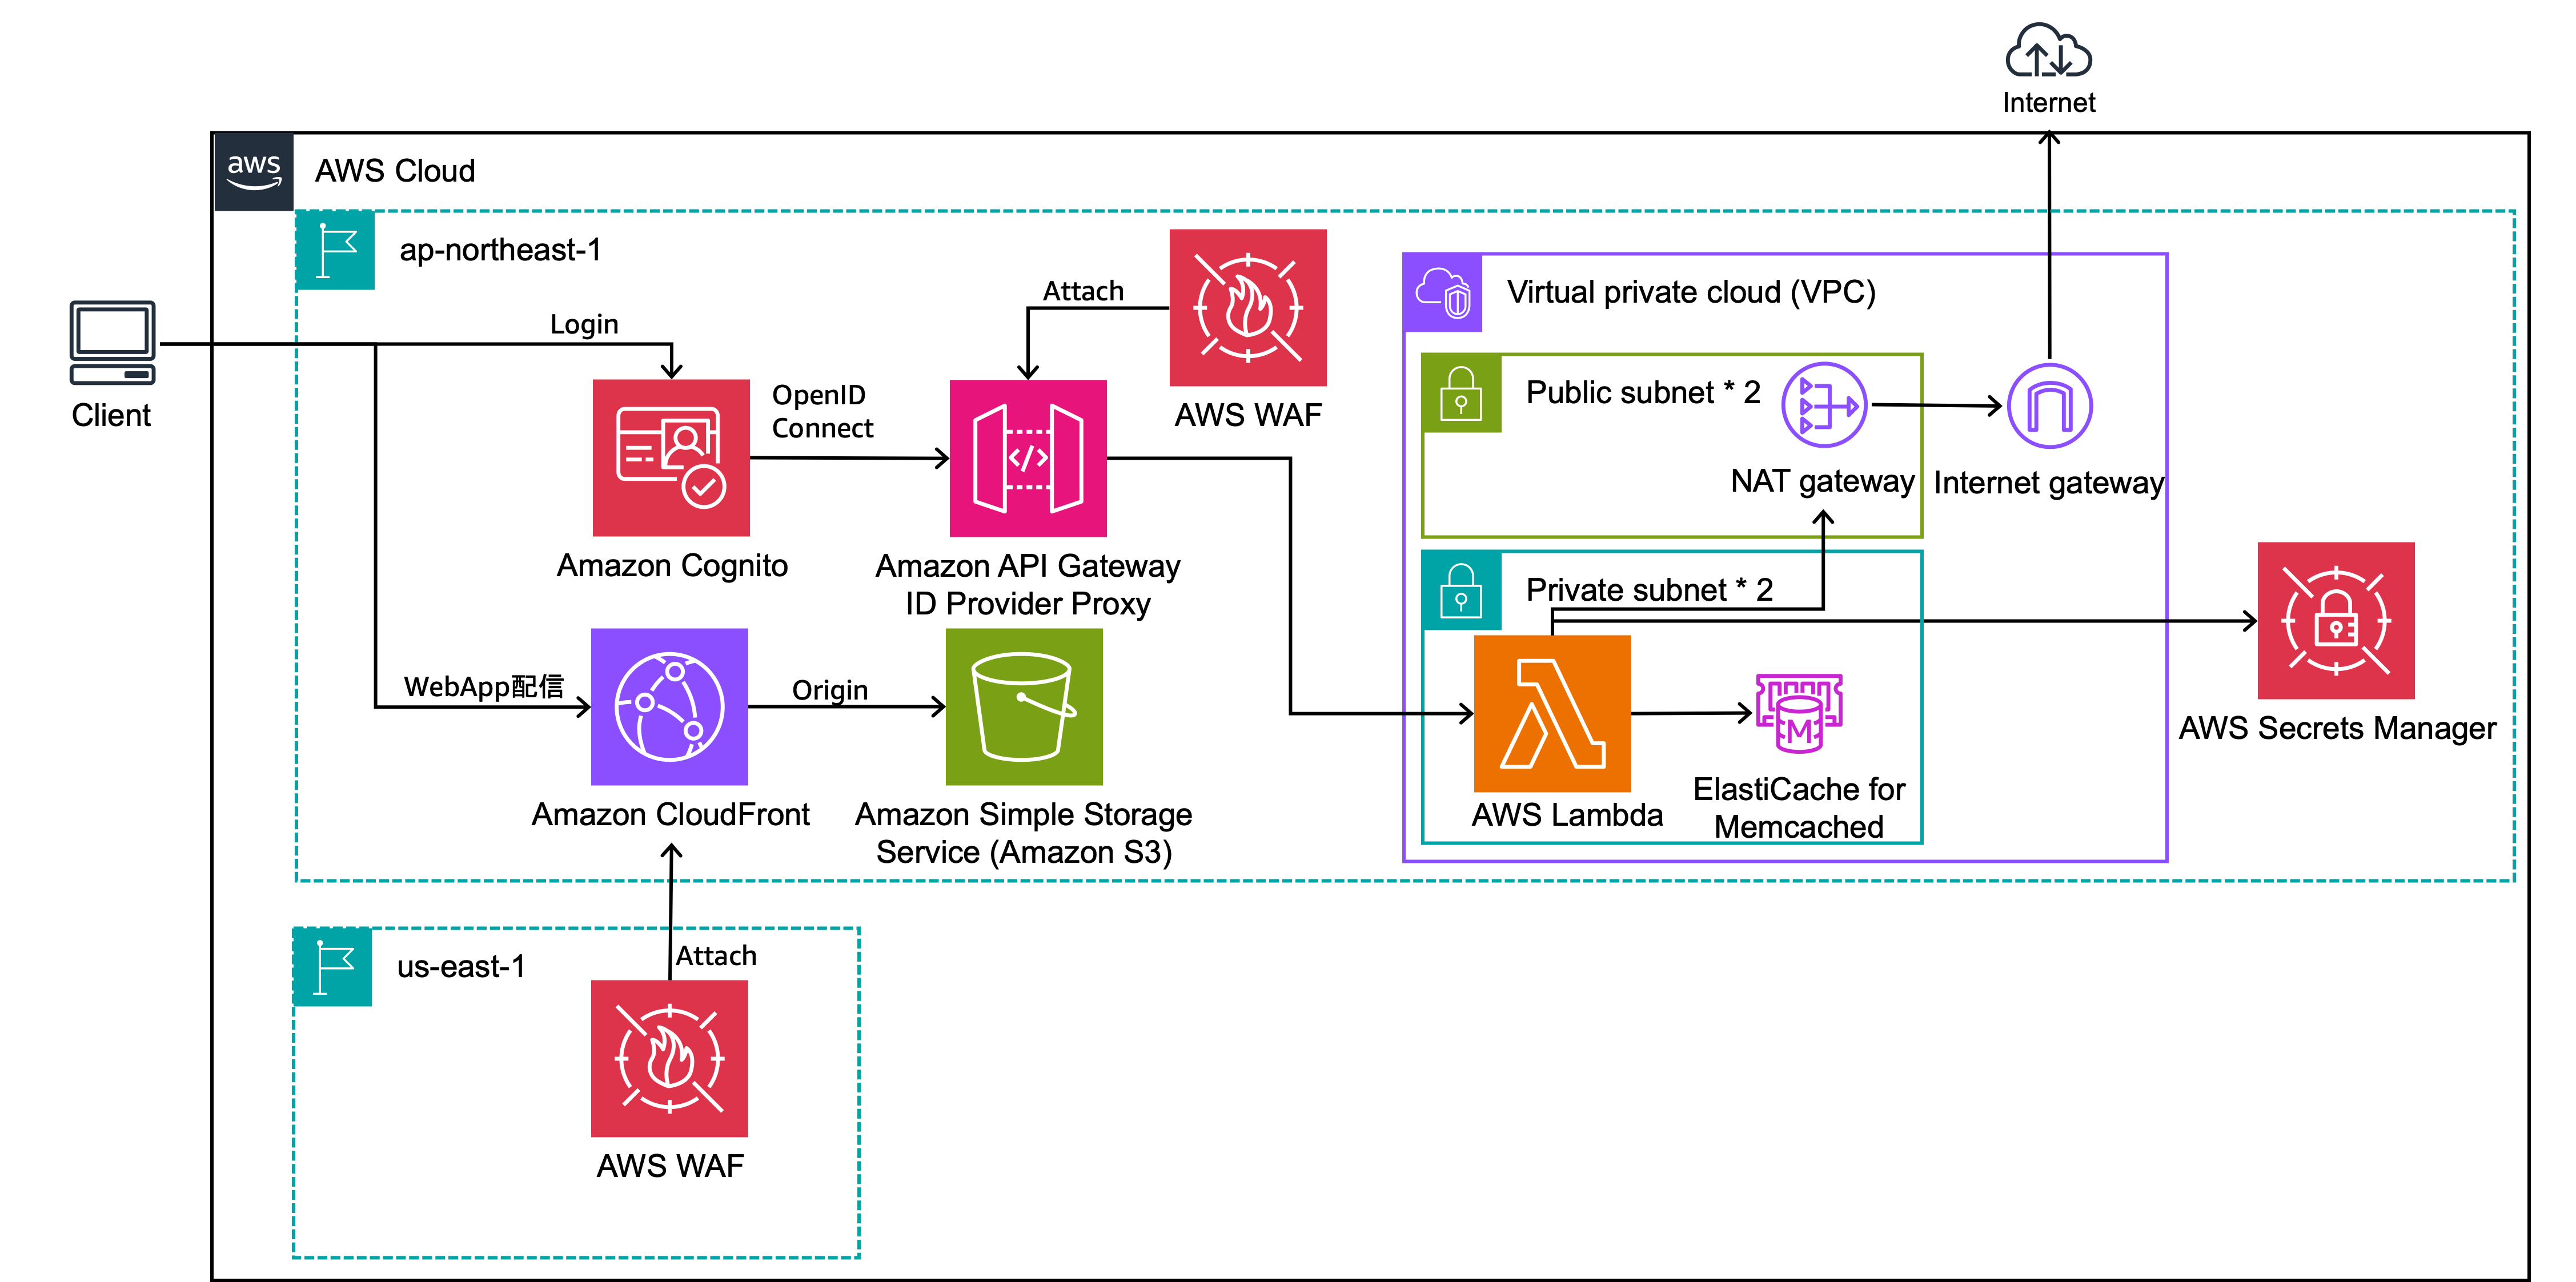 Internet
aws
AWS Cloud
ap-northeast-1
Client
Login
Attach
AWS WAF
OpenID
Connect
Amazon Cognito
Amazon API Gateway
ID Provider Proxy
WebApp配信
Origin
Amazon CloudFront
Amazon Simple Storage
Service (Amazon S3)
Virtual private cloud (VPC)
Public subnet * 2
NAT gateway
Internet gateway
Private subnet * 2
AWS Lambda
M
ElastiCache for
Memcached
AWS Secrets Manager
us-east-1
Attach
AWS WAF